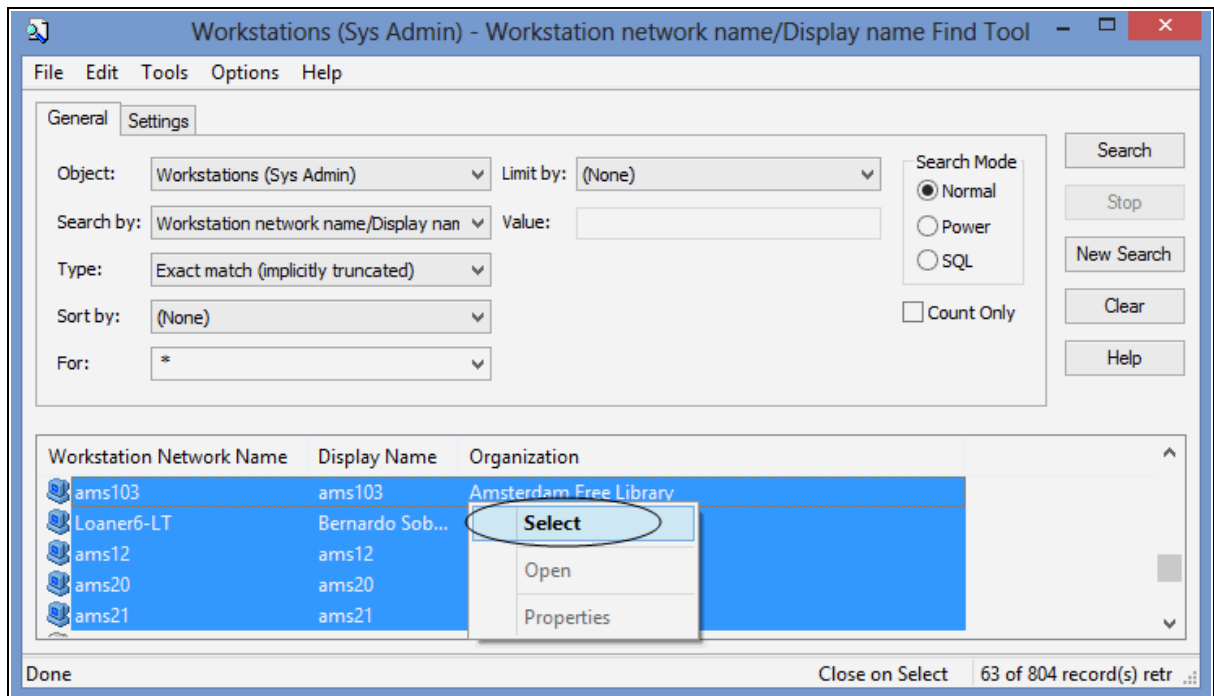 Workstations (Sys Admin) - Workstation network name/Display name Find Tool
File Edit Tools Options Help
General Settings
Object: Workstations (Sys Admin) Limit by: (None)
Search by: Workstation network name/Display nan Value:
Type: Exact match (implicitly truncated)
Sort by: (None)
For: *
Search Mode
Normal
Power
SQL
Count Only
Search
Stop
New Search
Clear
Help
Workstation Network Name Display Name Organization
ams103 ams103 Amsterdam Free Library
Loaner6-LT Bernardo Sob...
ams12 ams12
ams20 ams20
ams21 ams21
Select
Open
Properties
Done Close on Select 63 of 804 record(s) retr